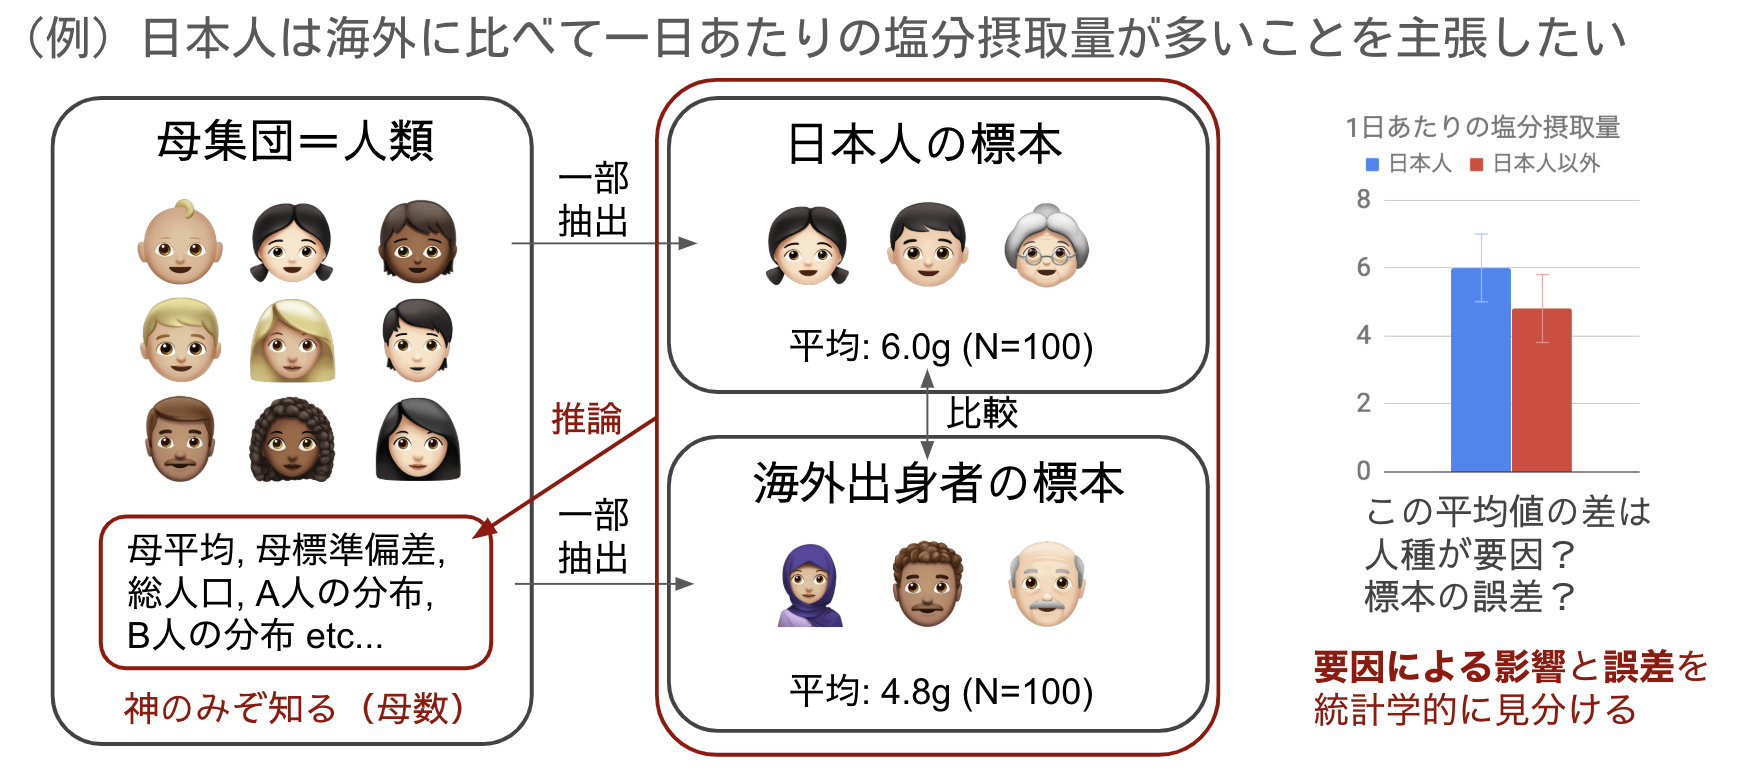 （例）日本人は海外に比べて一日あたりの塩分摂取量が多いことを主張したい
母集団＝人類
母平均, 母標準偏差,
総人口, A人の分布,
B人の分布 etc...
神のみぞ知る（母数）
一部
抽出
推論
一部
抽出
日本人の標本
平均: 6.0g (N=100)
比較
海外出身者の標本
平均: 4.8g (N=100)
1日あたりの塩分摂取量
日本人 日本人以外
8
6
4
2
0
この平均値の差は
人種が要因？
標本の誤差？
要因による影響と誤差を
統計学的に見分ける